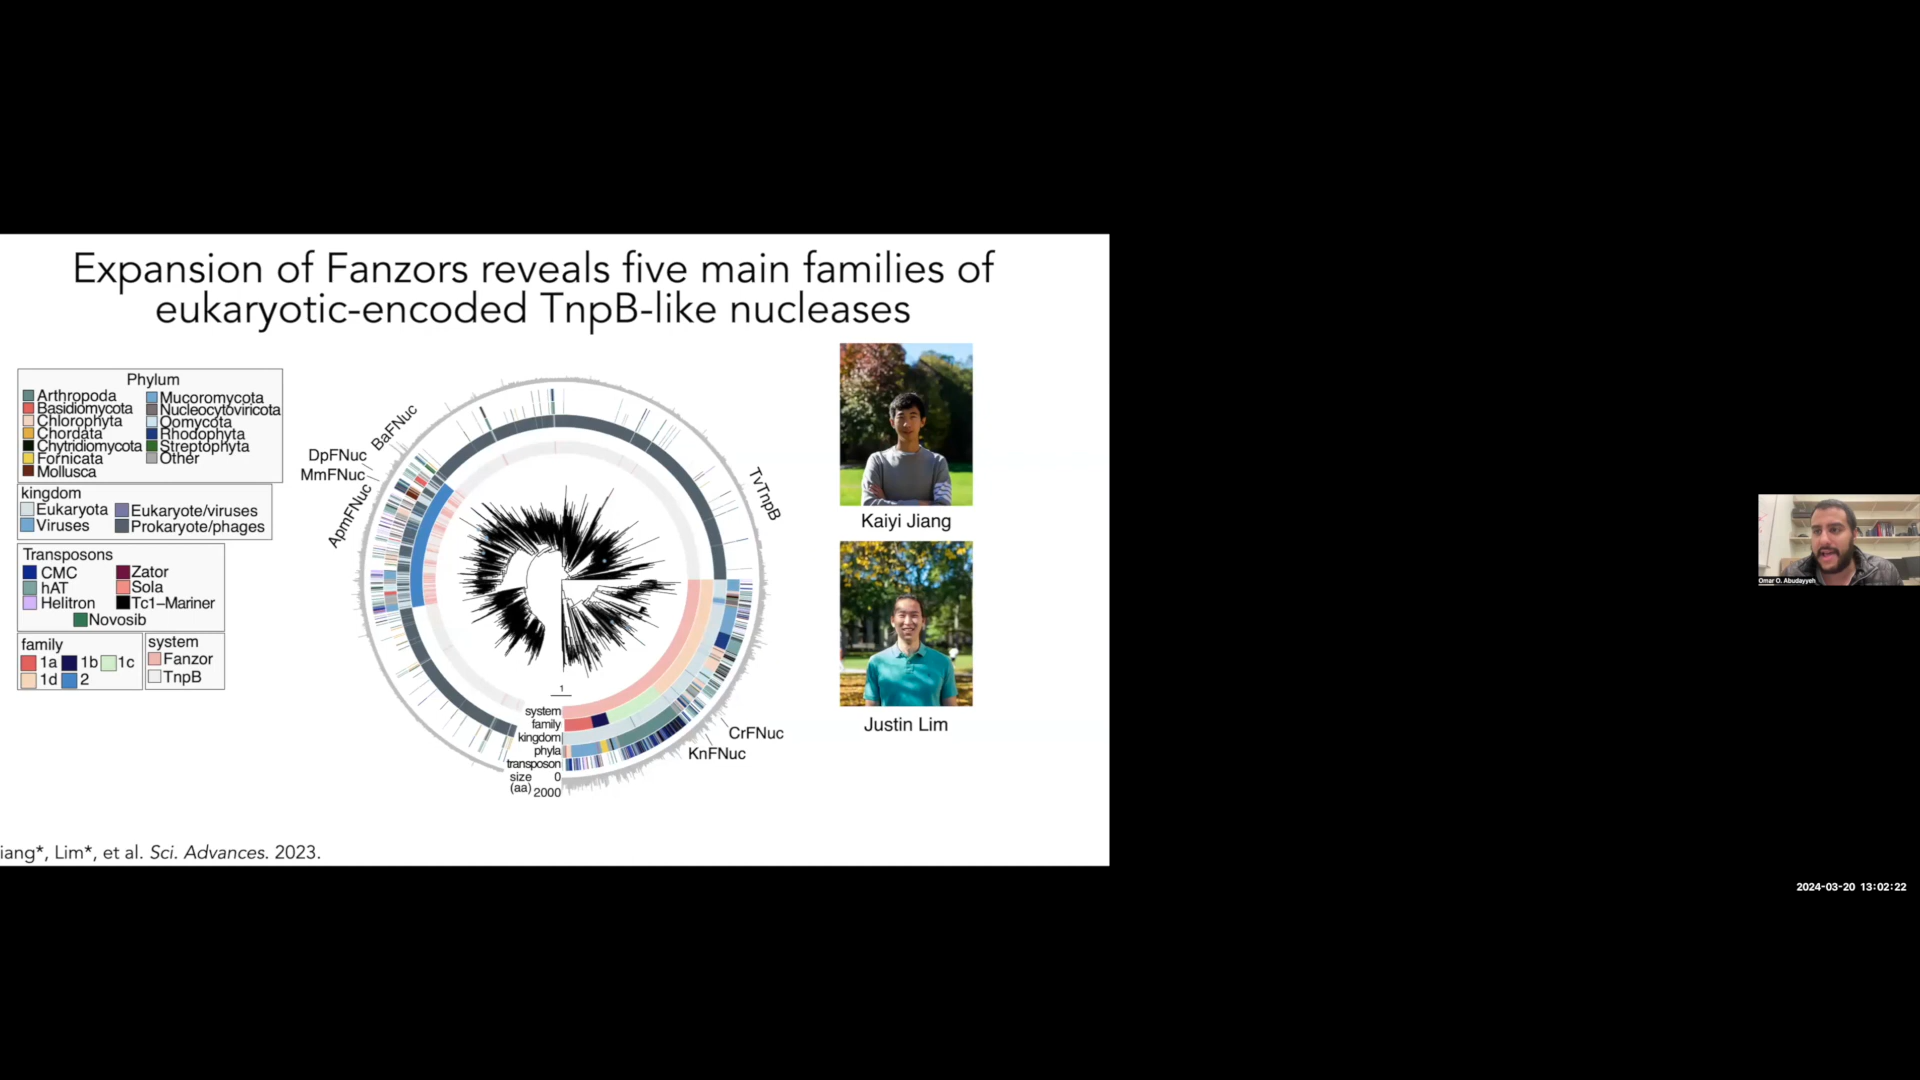 Expansion of Fanzors reveals five main families of
eukaryotic-encoded TnpB-like nucleases
Phylum
Arthropoda
Basidiomycota
Chlorophyta
Chordata
Chytridiomycota
Fornicata
Mollusca
Mucoromycota
Nucleocytoviricota
Oomycota
Rhodophyta
Streptophyta
Other
kingdom
Eukaryota
Viruses
Eukaryote/viruses
Prokaryote/phages
Transposons
CMC
hAT
Helitron
Zator
Sola
Tc1–Mariner
Novosib
family
1a 1b 1c
1d 2
system
Fanzor
TnpB
BaFNuc
DpFNuc
MmFNuc
ApmFNuc
TvTnpB
CrFNuc
KnFNuc
1
system
family
kingdom
phyla
transposon
size 0
(aa) 2000
Kaiyi Jiang
Justin Lim
iang*, Lim*, et al. Sci. Advances. 2023.
Omar O. Abudayyeh
2024-03-20 13:02:22